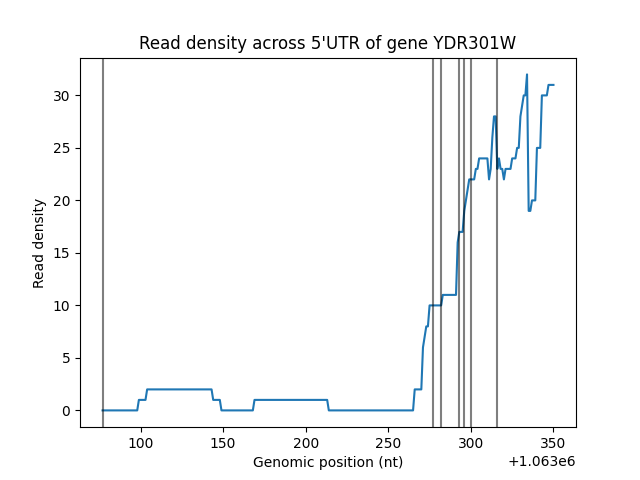 Read density across 5'UTR of gene YDR301W
Read density
30
25
20
15
10
5
0
100 150 200 250 300 350
+1.063e6
Genomic position (nt)